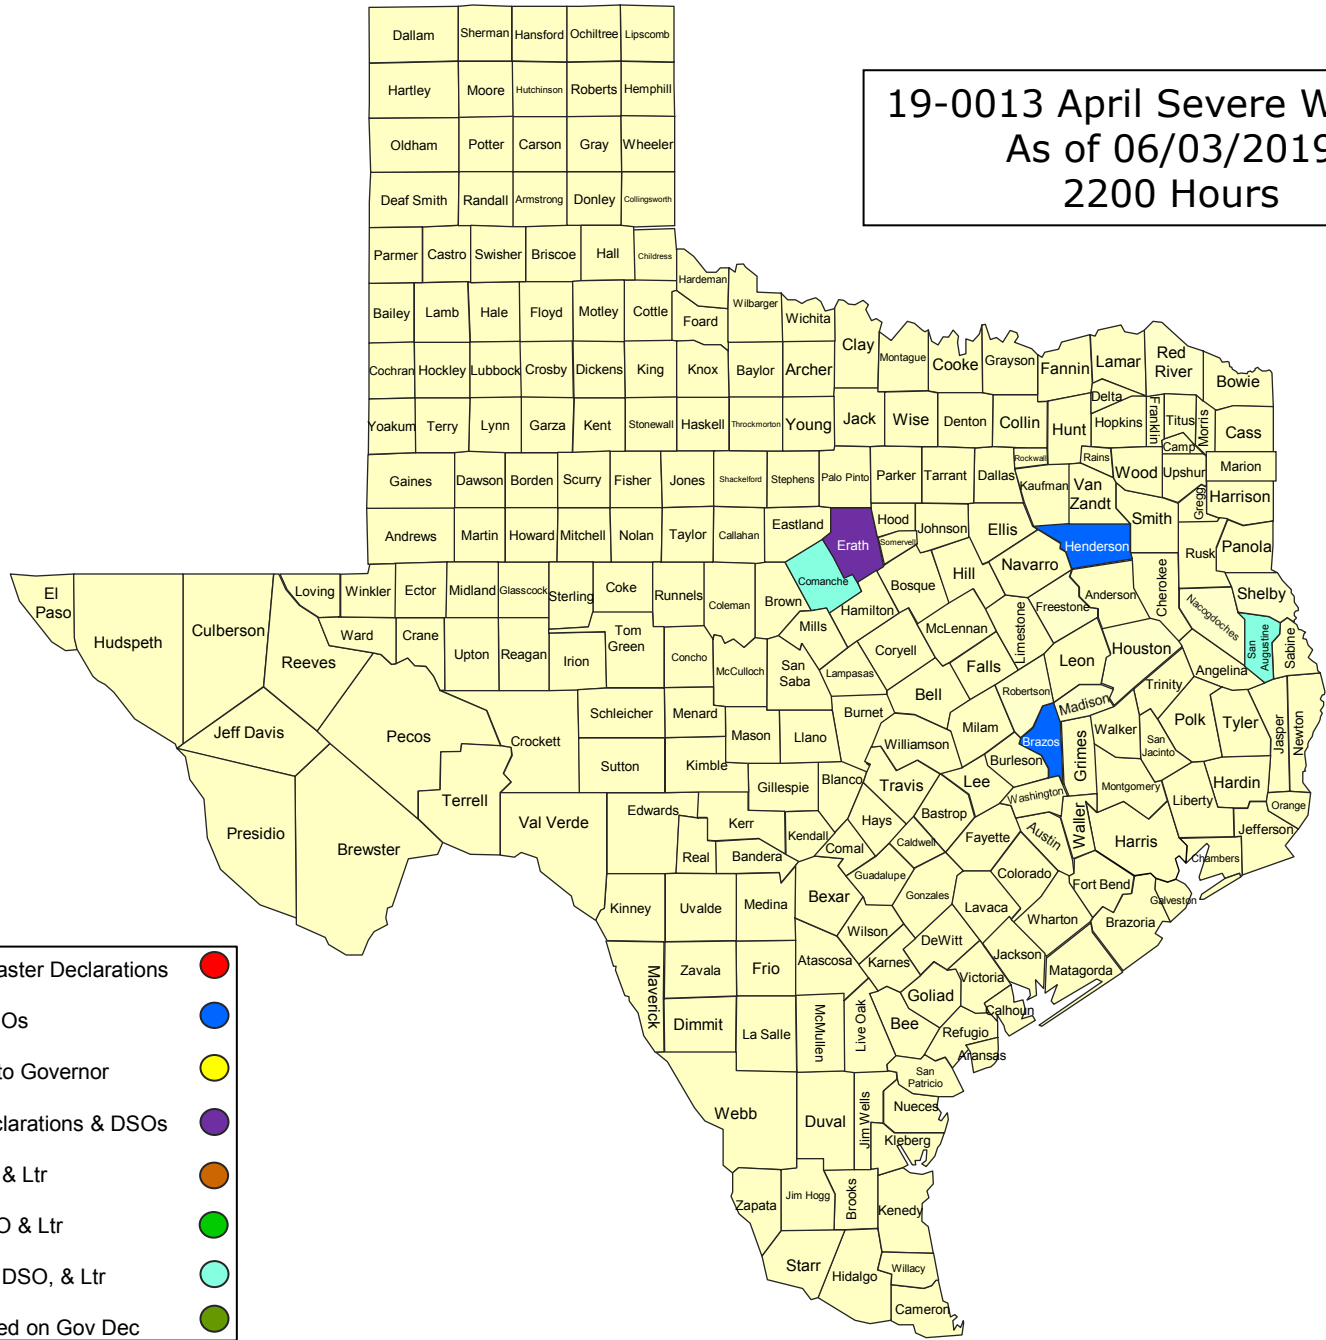 Dallam Sherman Hansford Ochiltree Lipscomb
Hartley Moore Hutchinson Roberts Hemphill
19-0013 April Severe W
As of 06/03/2019
2200 Hours
Oldham Potter Carson Gray Wheeler
Deaf Smith Randall Armstrong Donley Collingsworth
Parmer Castro Swisher Briscoe Hall Childress
Hardeman
Bailey Lamb Hale Floyd Motley Cottle Foard Wilbarger Wichita
Clay Montague Cooke Grayson Fannin Lamar Red
River
Bowie
Cochran Hockley Lubbock Crosby Dickens King Knox Baylor Archer
Delta
Yoakum Terry Lynn Garza Kent Stonewall Haskell Throckmorton Young Jack Wise Denton Collin Hunt Hopkins Franklin Titus Morris Cass
Camp
Rockwall Rains
Gaines Dawson Borden Scurry Fisher Jones Shackelford Stephens Palo Pinto Parker Tarrant Dallas Kaufman Van
Zandt
Wood Upshur Marion
Gregg Harrison
Andrews Martin Howard Mitchell Nolan Taylor Callahan Eastland Erath Hood Johnson Ellis Smith
Somervell Henderson Rusk Panola
El
Paso
Hudspeth Culberson Loving Winkler Ector Midland Glasscock Sterling Coke Runnels Coleman Brown Comanche Bosque Hill Navarro Anderson Cherokee Shelby
Hamilton Freestone Limestone Nacogdoches
Reeves Ward Crane Upton Reagan Irion Tom
Green
Concho McCulloch Mills San
Saba
Lampasas Coryell McLennan Falls Leon Houston Angelina San
Augustine
Sabine
Jeff Davis Pecos Crockett Schleicher Menard Mason Llano Burnet Bell Milam Robertson Madison Trinity
Walker San
Jacinto
Polk Tyler Jasper Newton
Sutton Kimble Gillespie Blanco Williamson Burleson Brazos Grimes
Terrell Val Verde Edwards Kerr Kendall Travis Lee Washington Montgomery Liberty Hardin Orange
Presidio Brewster Real Bandera Comal Hays Bastrop Caldwell Fayette Austin Waller Harris Jefferson
Chambers
Kinney Uvalde Medina Bexar Guadalupe Gonzales Lavaca Colorado Fort Bend Galveston
Wilson Wharton Brazoria
Maverick Zavala Frio Atascosa Karnes DeWitt Jackson Matagorda
Victoria
Dimmit La Salle McMullen Live Oak Bee Goliad Calhoun
Refugio
Aransas
San
Patricio
Webb Duval Jim Wells Nueces
Kleberg
Zapata Jim Hogg Brooks Kenedy
Starr Hidalgo Willacy
Cameron
aster Declarations
Os
to Governor
clarations & DSOs
& Ltr
O & Ltr
DSO, & Ltr
ed on Gov Dec